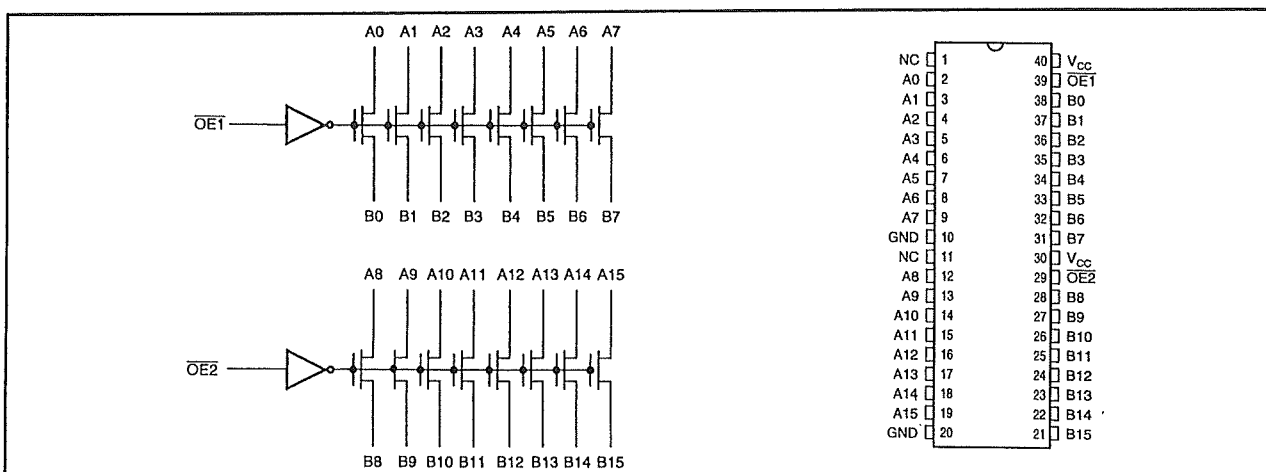 A0 A1 A2 A3 A4 A5 A6 A7
OE1
B0 B1 B2 B3 B4 B5 B6 B7
A8 A9 A10 A11 A12 A13 A14 A15
OE2
B8 B9 B10 B11 B12 B13 B14 B15
NC 1 40 VCC
A0 2 39 OE1
A1 3 38 B0
A2 4 37 B1
A3 5 36 B2
A4 6 35 B3
A5 7 34 B4
A6 8 33 B5
A7 9 32 B6
GND 10 31 B7
NC 11 30 VCC
A8 12 29 OE2
A9 13 28 B8
A10 14 27 B9
A11 15 26 B10
A12 16 25 B11
A13 17 24 B12
A14 18 23 B13
A15 19 22 B14
GND 20 21 B15